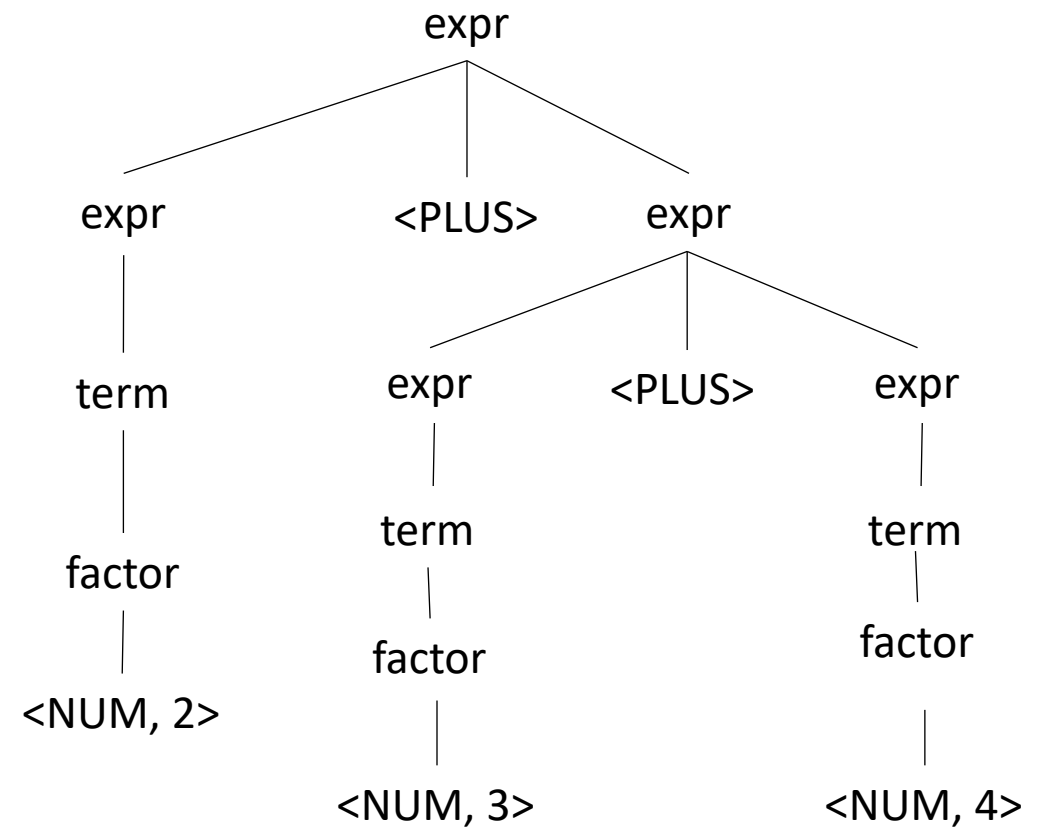 expr
expr <PLUS> expr
term expr <PLUS> expr
term term
factor
factor factor
<NUM, 2>
<NUM, 3> <NUM, 4>